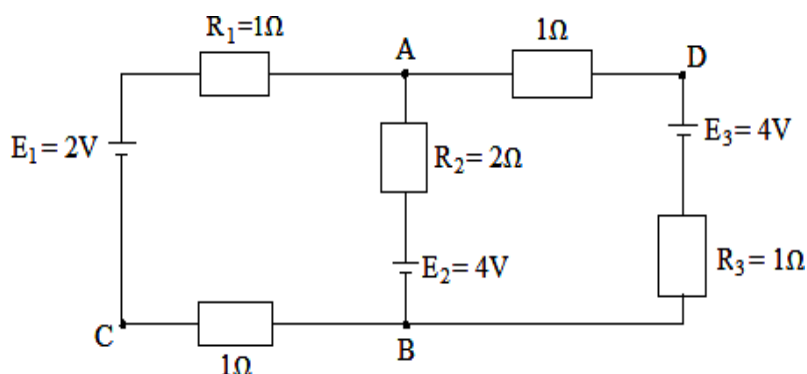 R₁=1Ω
A
1Ω
D
E₁= 2V
R₂= 2Ω
E₃= 4V
E₂= 4V
R₃= 1Ω
C
1Ω
B